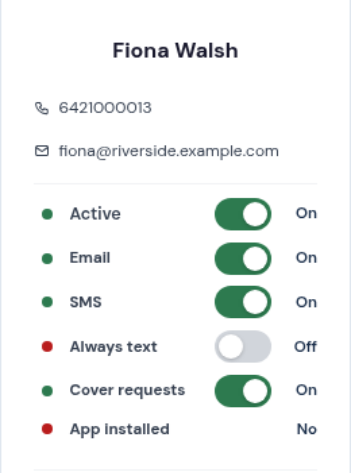 Fiona Walsh
6421000013
fiona@riverside.example.com
Active On
Email On
SMS On
Always text Off
Cover requests On
App installed No